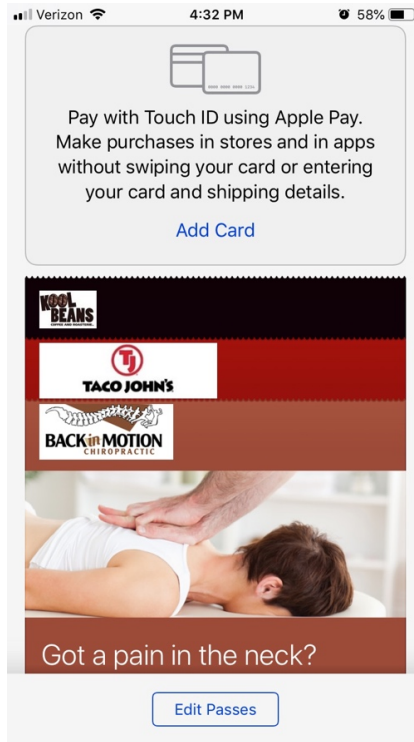 Verizon 4:32 PM 58%
Pay with Touch ID using Apple Pay.
Make purchases in stores and in apps
without swiping your card or entering
your card and shipping details.
Add Card
KOOL
BEANS
TJ
TACO JOHN'S
BACK in MOTION
CHIROPRACTIC
Got a pain in the neck?
Edit Passes